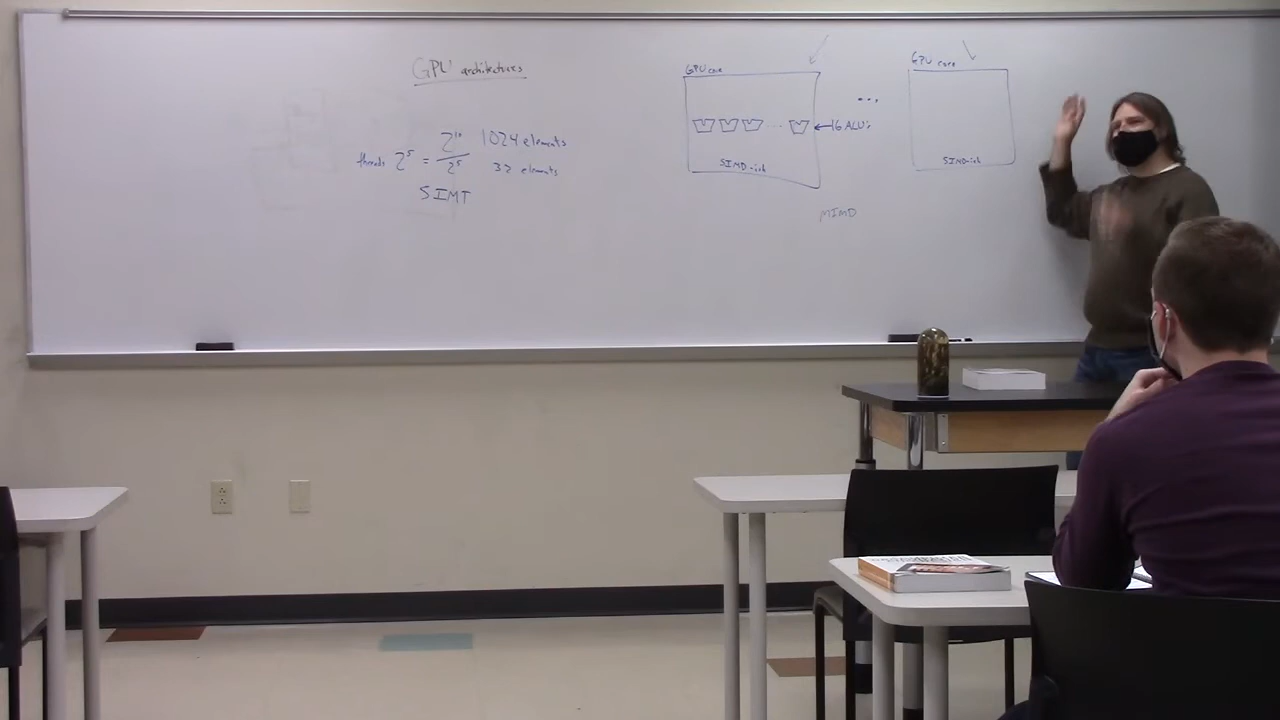 GPU architectures
2^10 1024 elements
threads 2^5 = 2^5 32 elements
SIMT
GPU core
... 16 ALU's
SIMD-ish
...
GPU core
SIMD-ish
MIMD